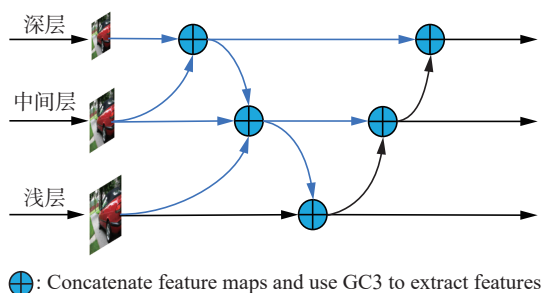 深层
中间层
浅层
: Concatenate feature maps and use GC3 to extract features